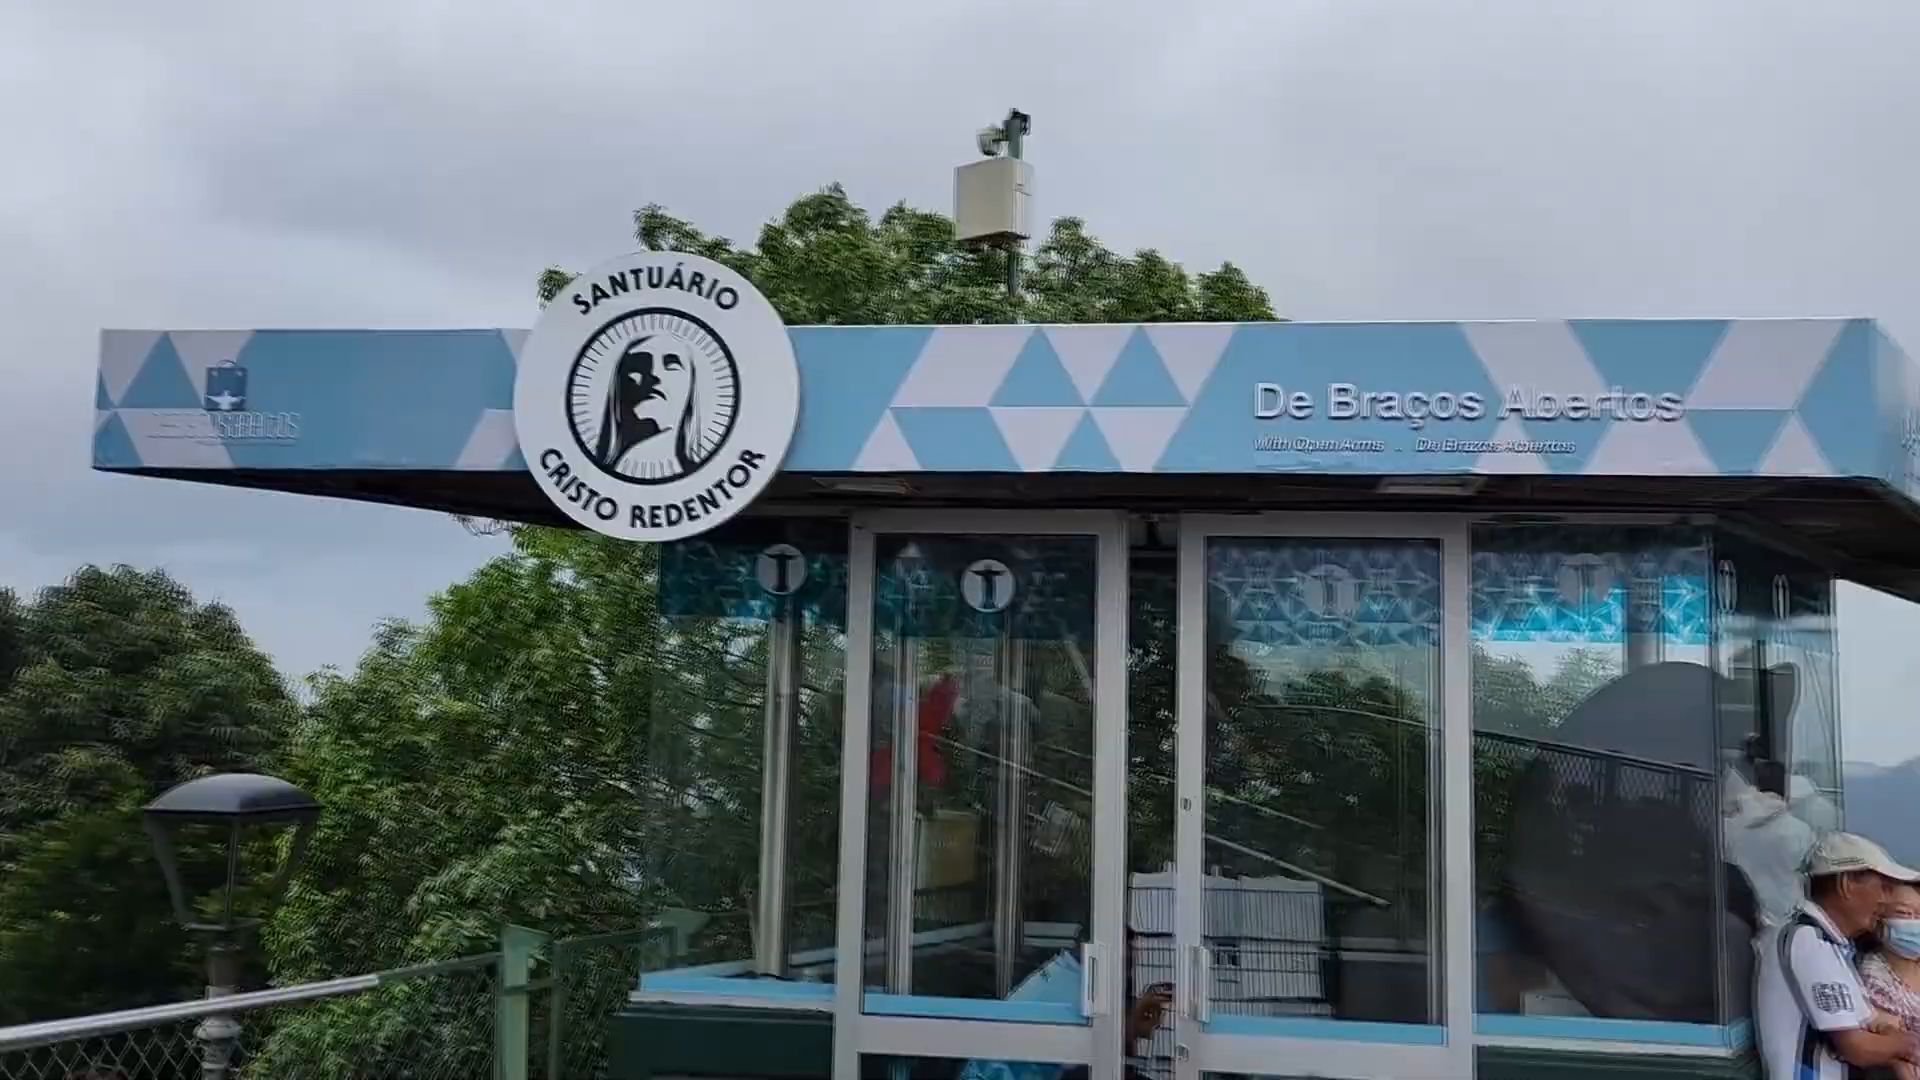 SANTUÁRIO
CRISTO REDENTOR
De Braços Abertos
With Open Arms . De Brazos Abiertos